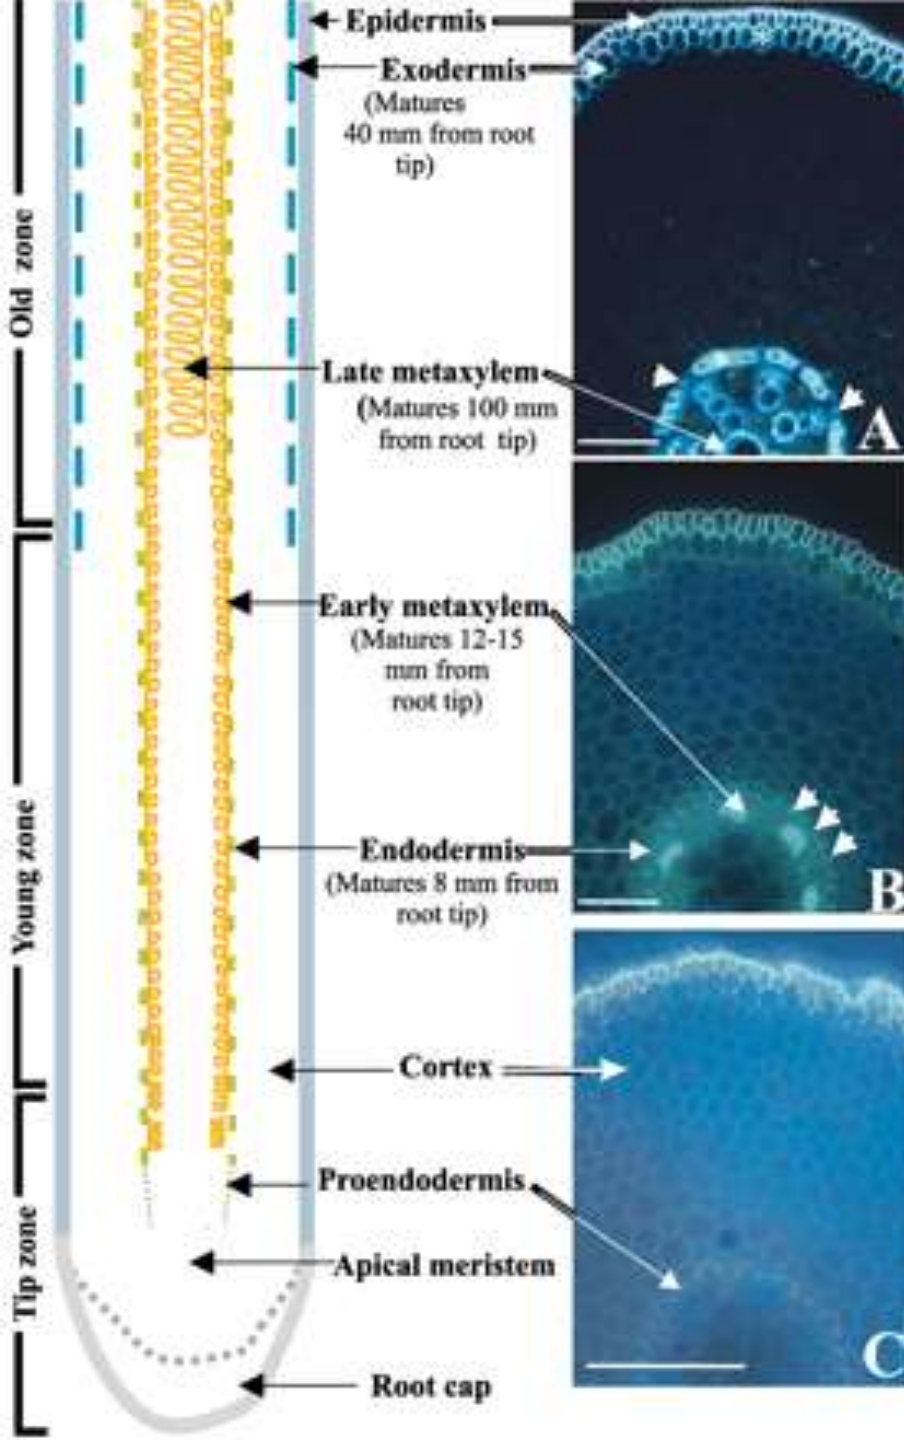 Epidermis
Exodermis
(Matures
40 mm from root
tip)
Old zone
Late metaxylem
(Matures 100 mm
from root tip)
A
Early metaxylem
(Matures 12-15
mm from
root tip)
Young zone
Endodermis
(Matures 8 mm from
root tip)
B
Cortex
Proendodermis
Tip zone
Apical meristem
C
Root cap